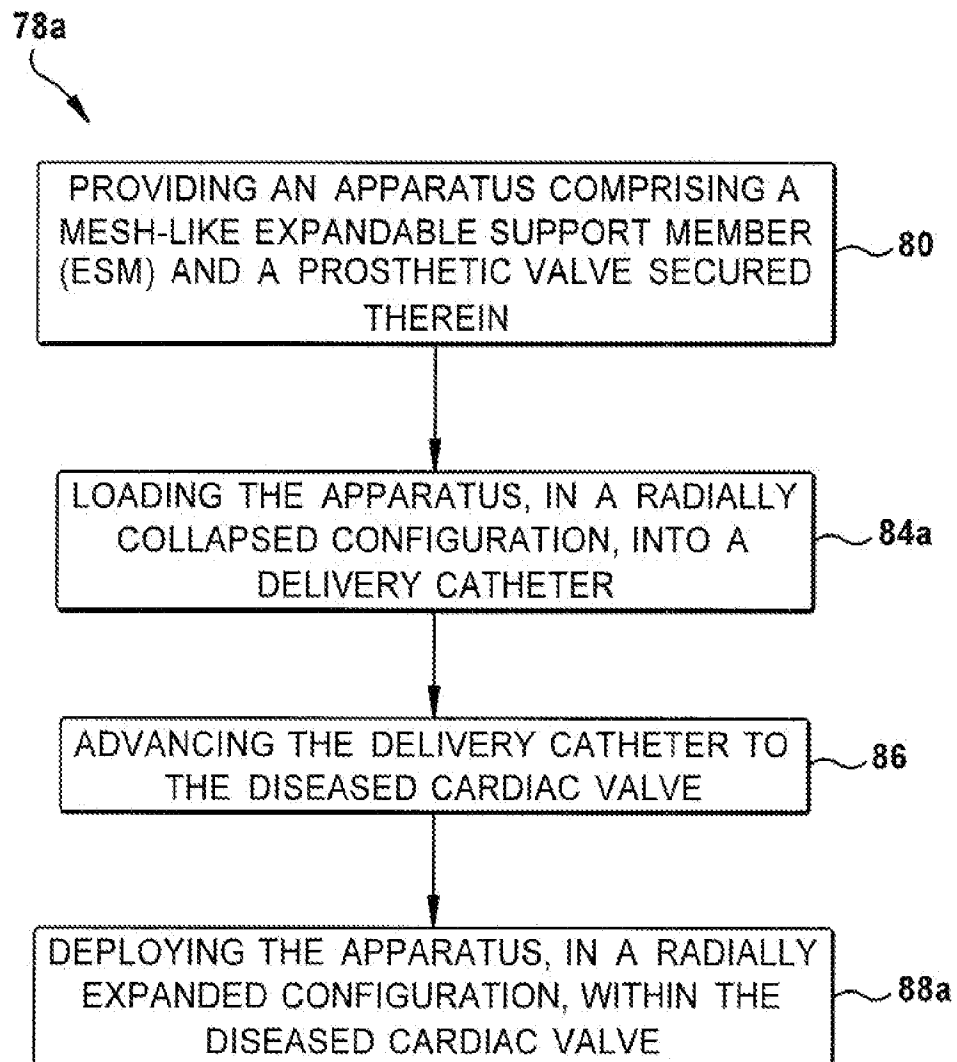 78a
PROVIDING AN APPARATUS COMPRISING A
MESH-LIKE EXPANDABLE SUPPORT MEMBER
(ESM) AND A PROSTHETIC VALVE SECURED
THEREIN
80
LOADING THE APPARATUS, IN A RADIALLY
COLLAPSED CONFIGURATION, INTO A
DELIVERY CATHETER
84a
ADVANCING THE DELIVERY CATHETER TO
THE DISEASED CARDIAC VALVE
86
DEPLOYING THE APPARATUS, IN A RADIALLY
EXPANDED CONFIGURATION, WITHIN THE
DISEASED CARDIAC VALVE
88a